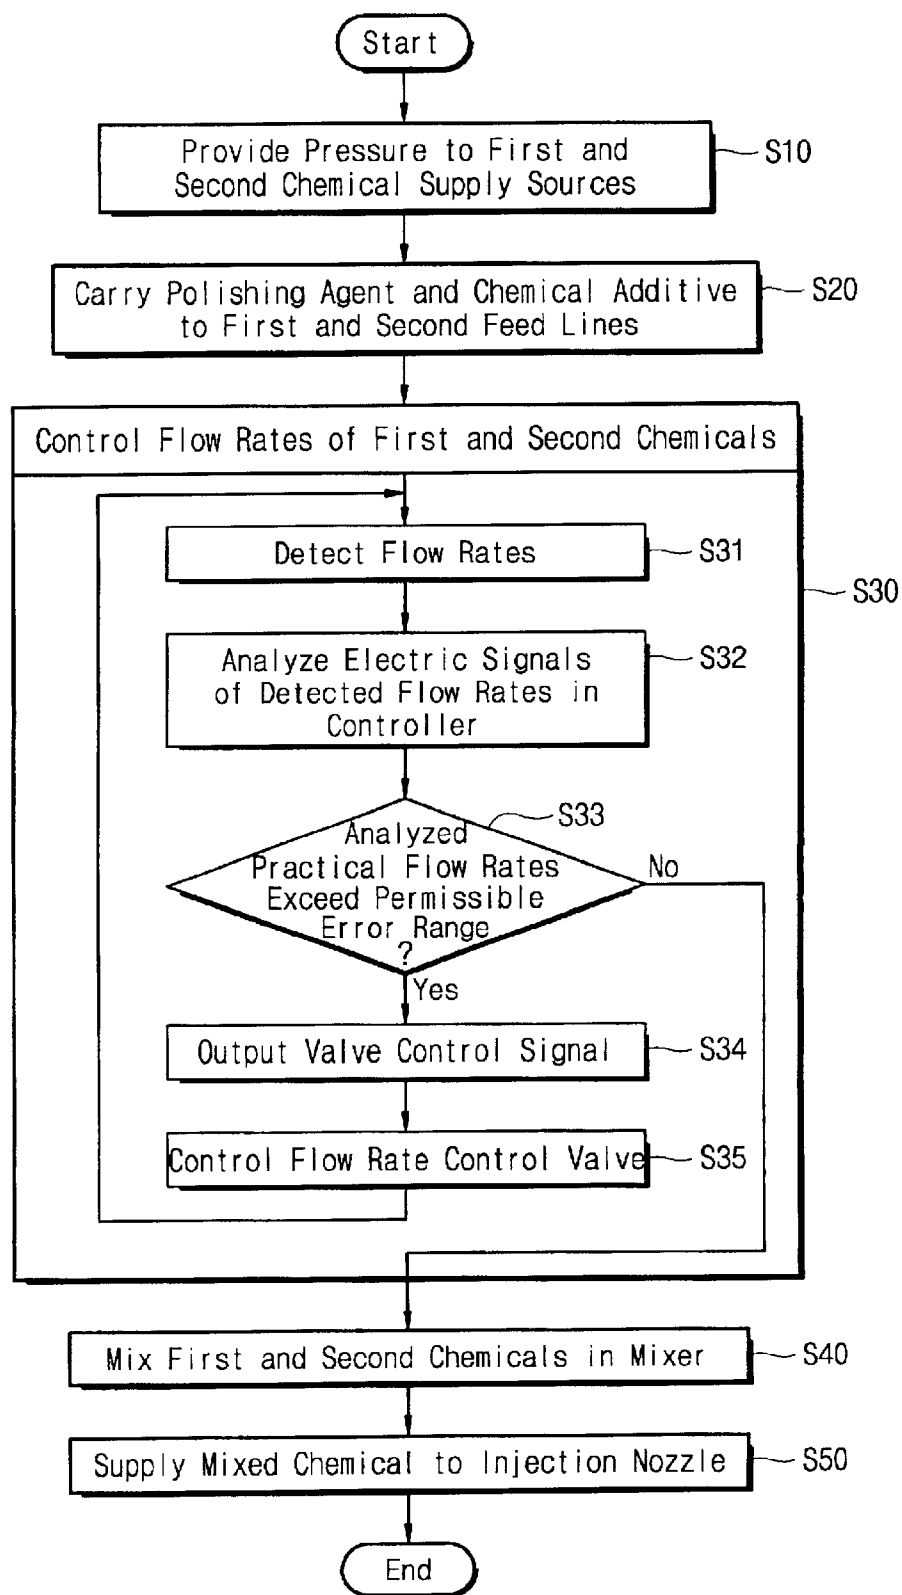 Start
Provide Pressure to First and
Second Chemical Supply Sources
S10
Carry Polishing Agent and Chemical Additive
to First and Second Feed Lines
S20
Control Flow Rates of First and Second Chemicals
Detect Flow Rates
S31
S30
Analyze Electric Signals
of Detected Flow Rates in
Controller
S32
S33
Analyzed
Practical Flow Rates
Exceed Permissible
Error Range
?
No
Yes
Output Valve Control Signal
S34
Control Flow Rate Control Valve
S35
Mix First and Second Chemicals in Mixer
S40
Supply Mixed Chemical to Injection Nozzle
S50
End